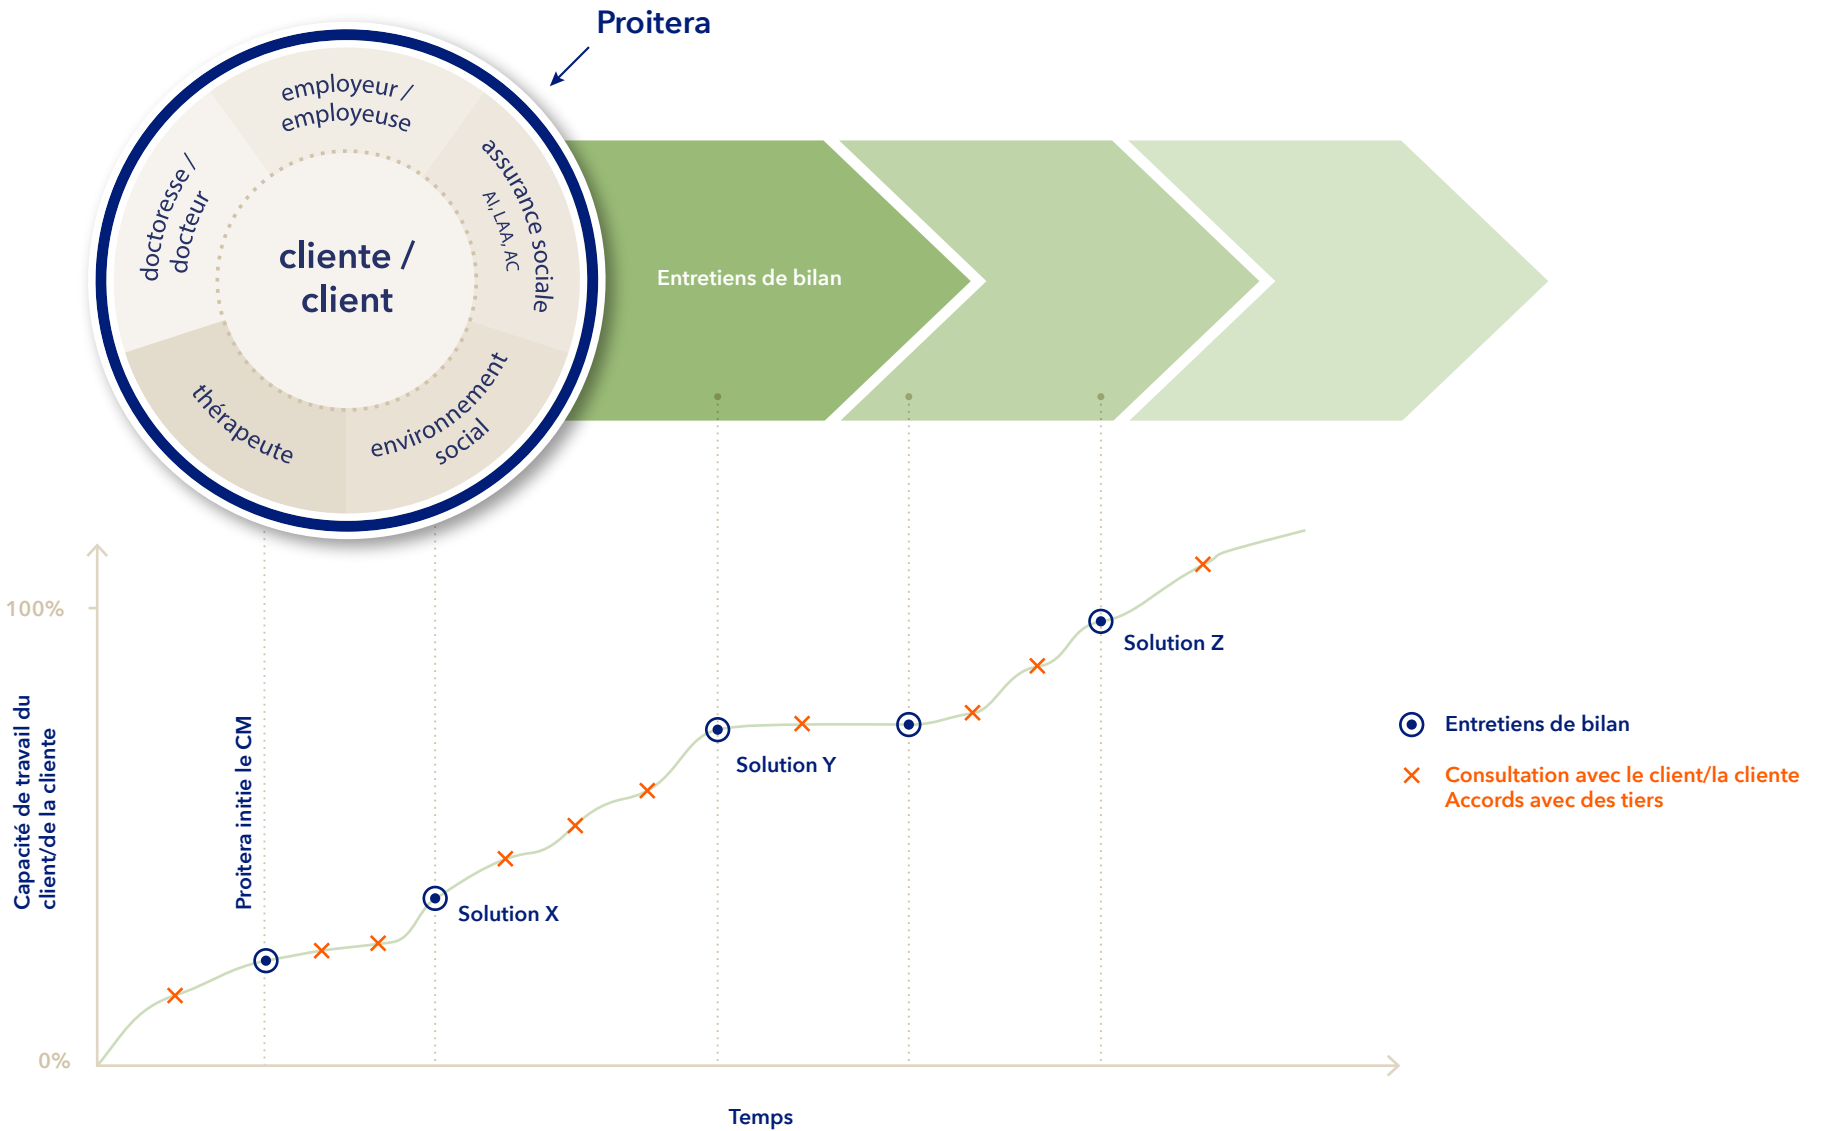 Proitera
employeur /
employeuse
assurance sociale
AI, LAA, AC
doctoresse /
docteur
cliente /
client
Entretiens de bilan
thérapeute
environnement
social
100%
0%
Capacité de travail du
client/de la cliente
Proitera initie le CM
Solution X
Solution Y
Solution Z
Entretiens de bilan
Consultation avec le client/la cliente
Accords avec des tiers
Temps